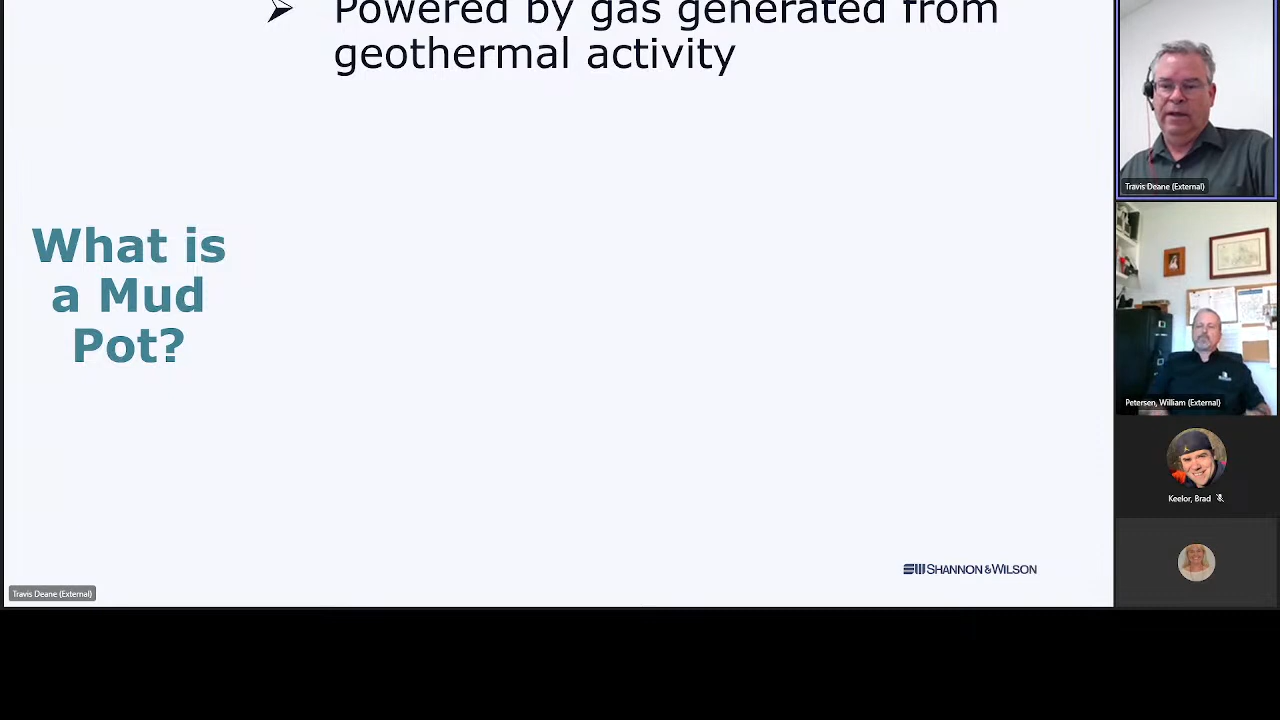 Powered by gas generated from
geothermal activity
What is
a Mud
Pot?
SHANNON & WILSON
Travis Deane (External)
Travis Deane (External)
Petersen, William (External)
Keelor, Brad